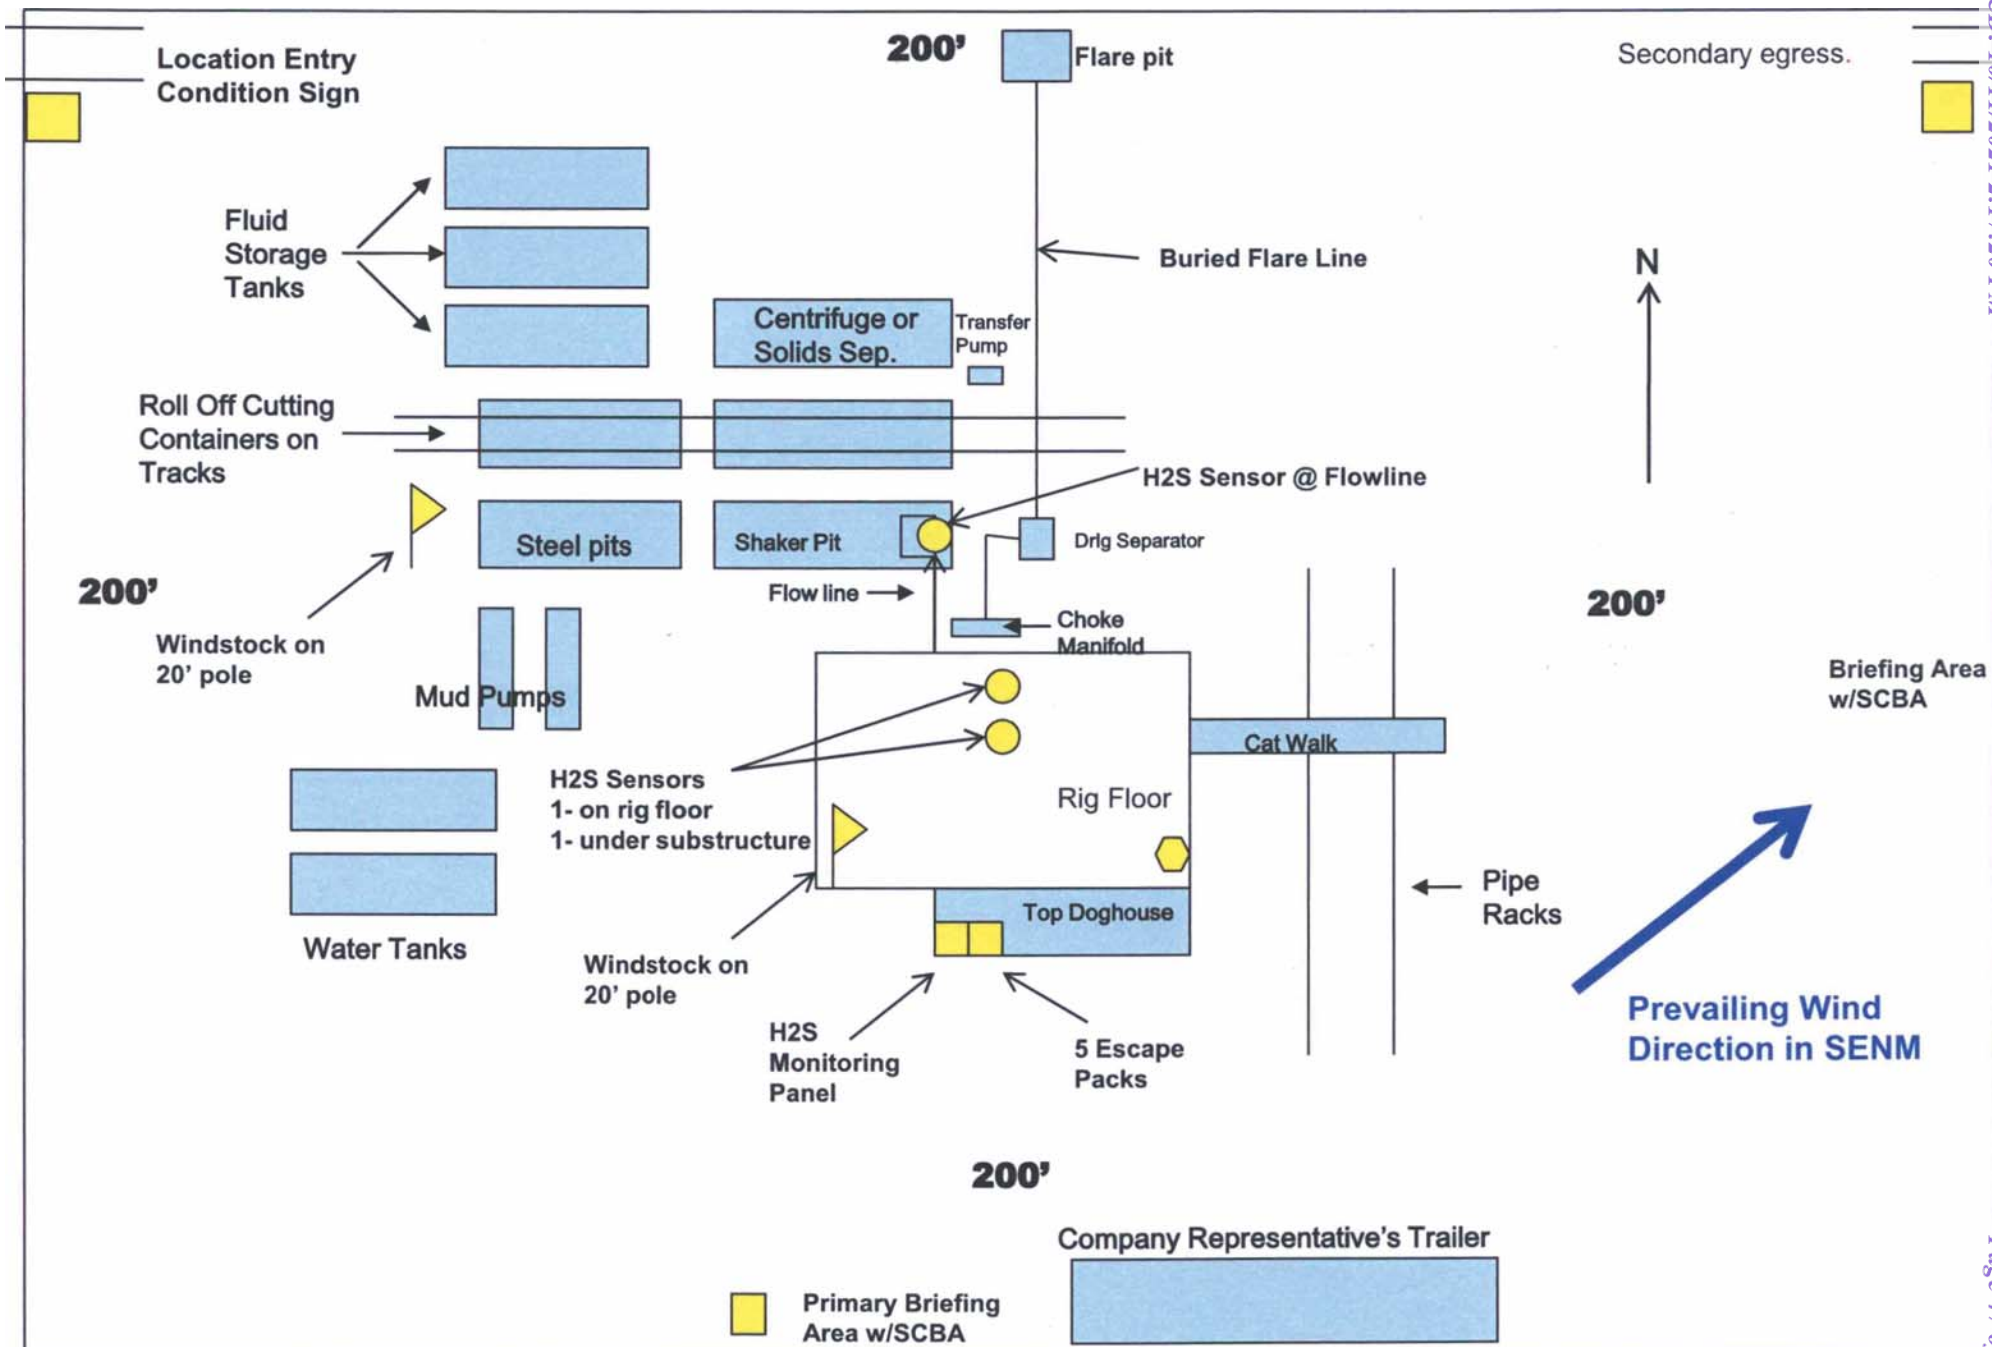 Location Entry
Condition Sign
200’
Flare pit
Secondary egress.
Fluid
Storage
Tanks
Buried Flare Line
N
Centrifuge or
Solids Sep.
Transfer
Pump
Roll Off Cutting
Containers on
Tracks
H2S Sensor @ Flowline
Steel pits
Shaker Pit
Drlg Separator
200’
Flow line
200’
Windstock on
20’ pole
Choke
Manifold
Mud Pumps
Briefing Area
w/SCBA
Cat Walk
H2S Sensors
1- on rig floor
1- under substructure
Rig Floor
Pipe
Racks
Top Doghouse
Water Tanks
Windstock on
20’ pole
H2S
Monitoring
Panel
5 Escape
Packs
Prevailing Wind
Direction in SENM
200’
Company Representative’s Trailer
Primary Briefing
Area w/SCBA